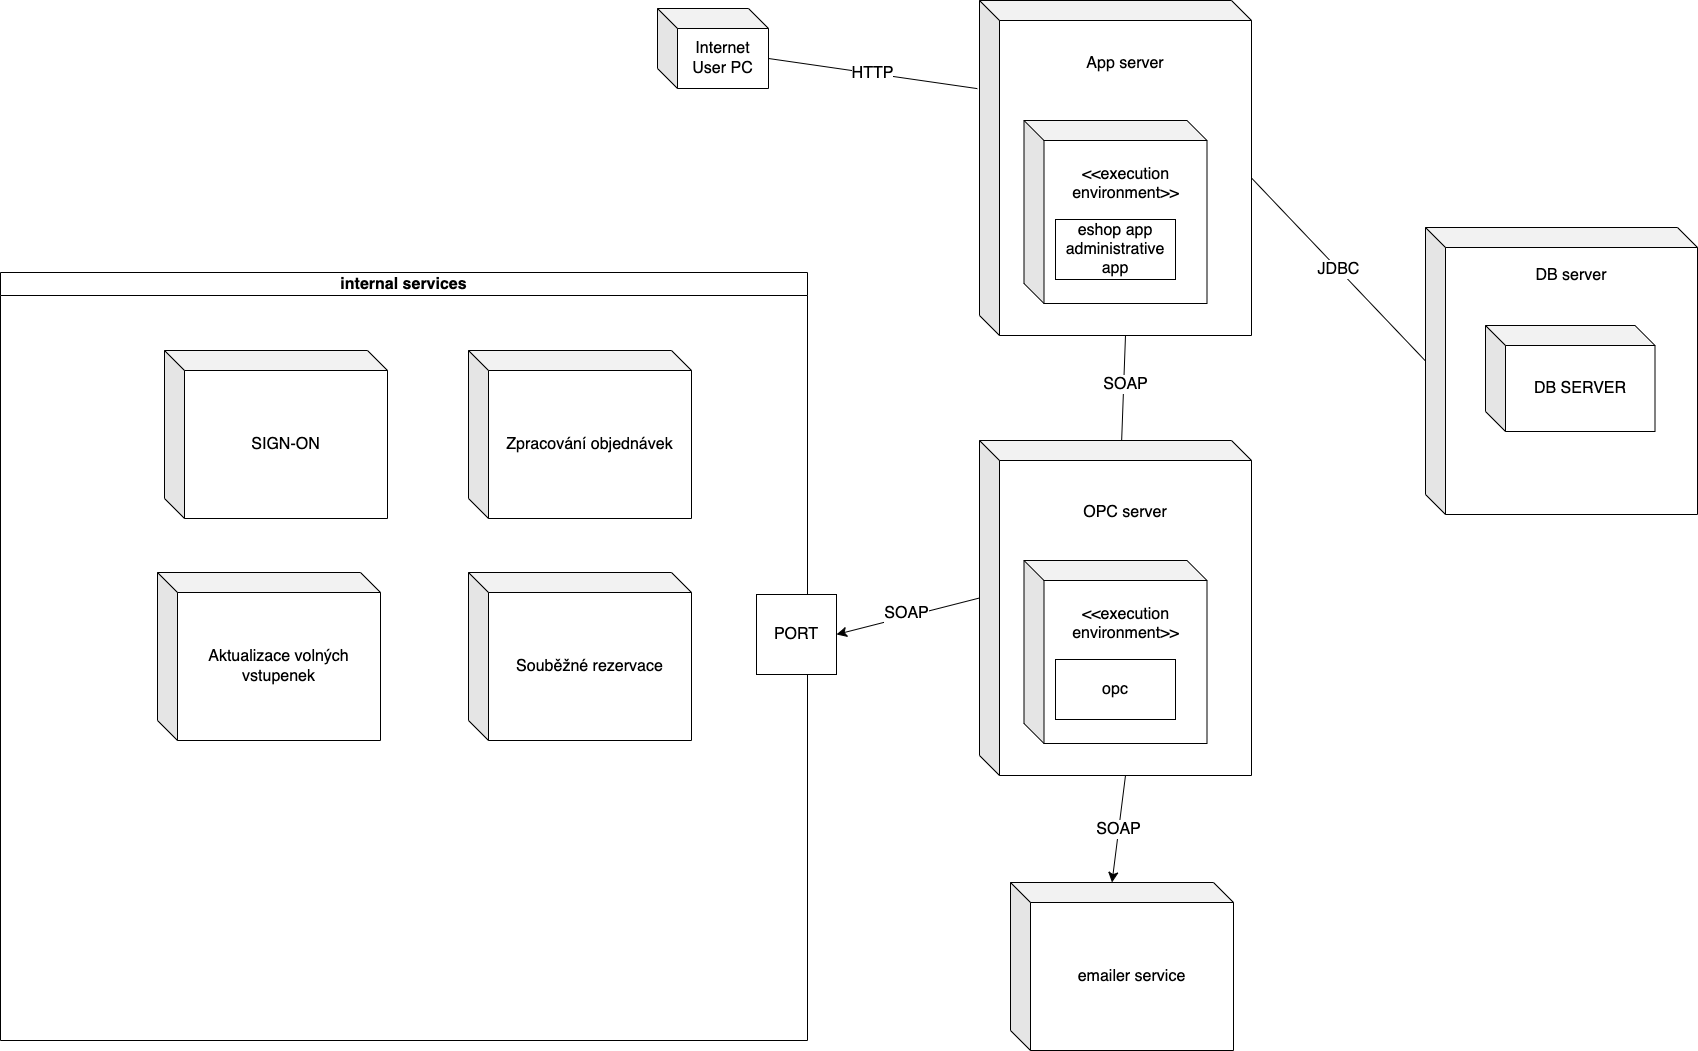 Internet
User PC
HTTP
App server
<<execution
environment>>
eshop app
administrative
app
JDBC
DB server
DB SERVER
SOAP
internal services
SIGN-ON
Zpracování objednávek
Aktualizace volných
vstupenek
Souběžné rezervace
PORT
SOAP
OPC server
<<execution
environment>>
opc
SOAP
emailer service